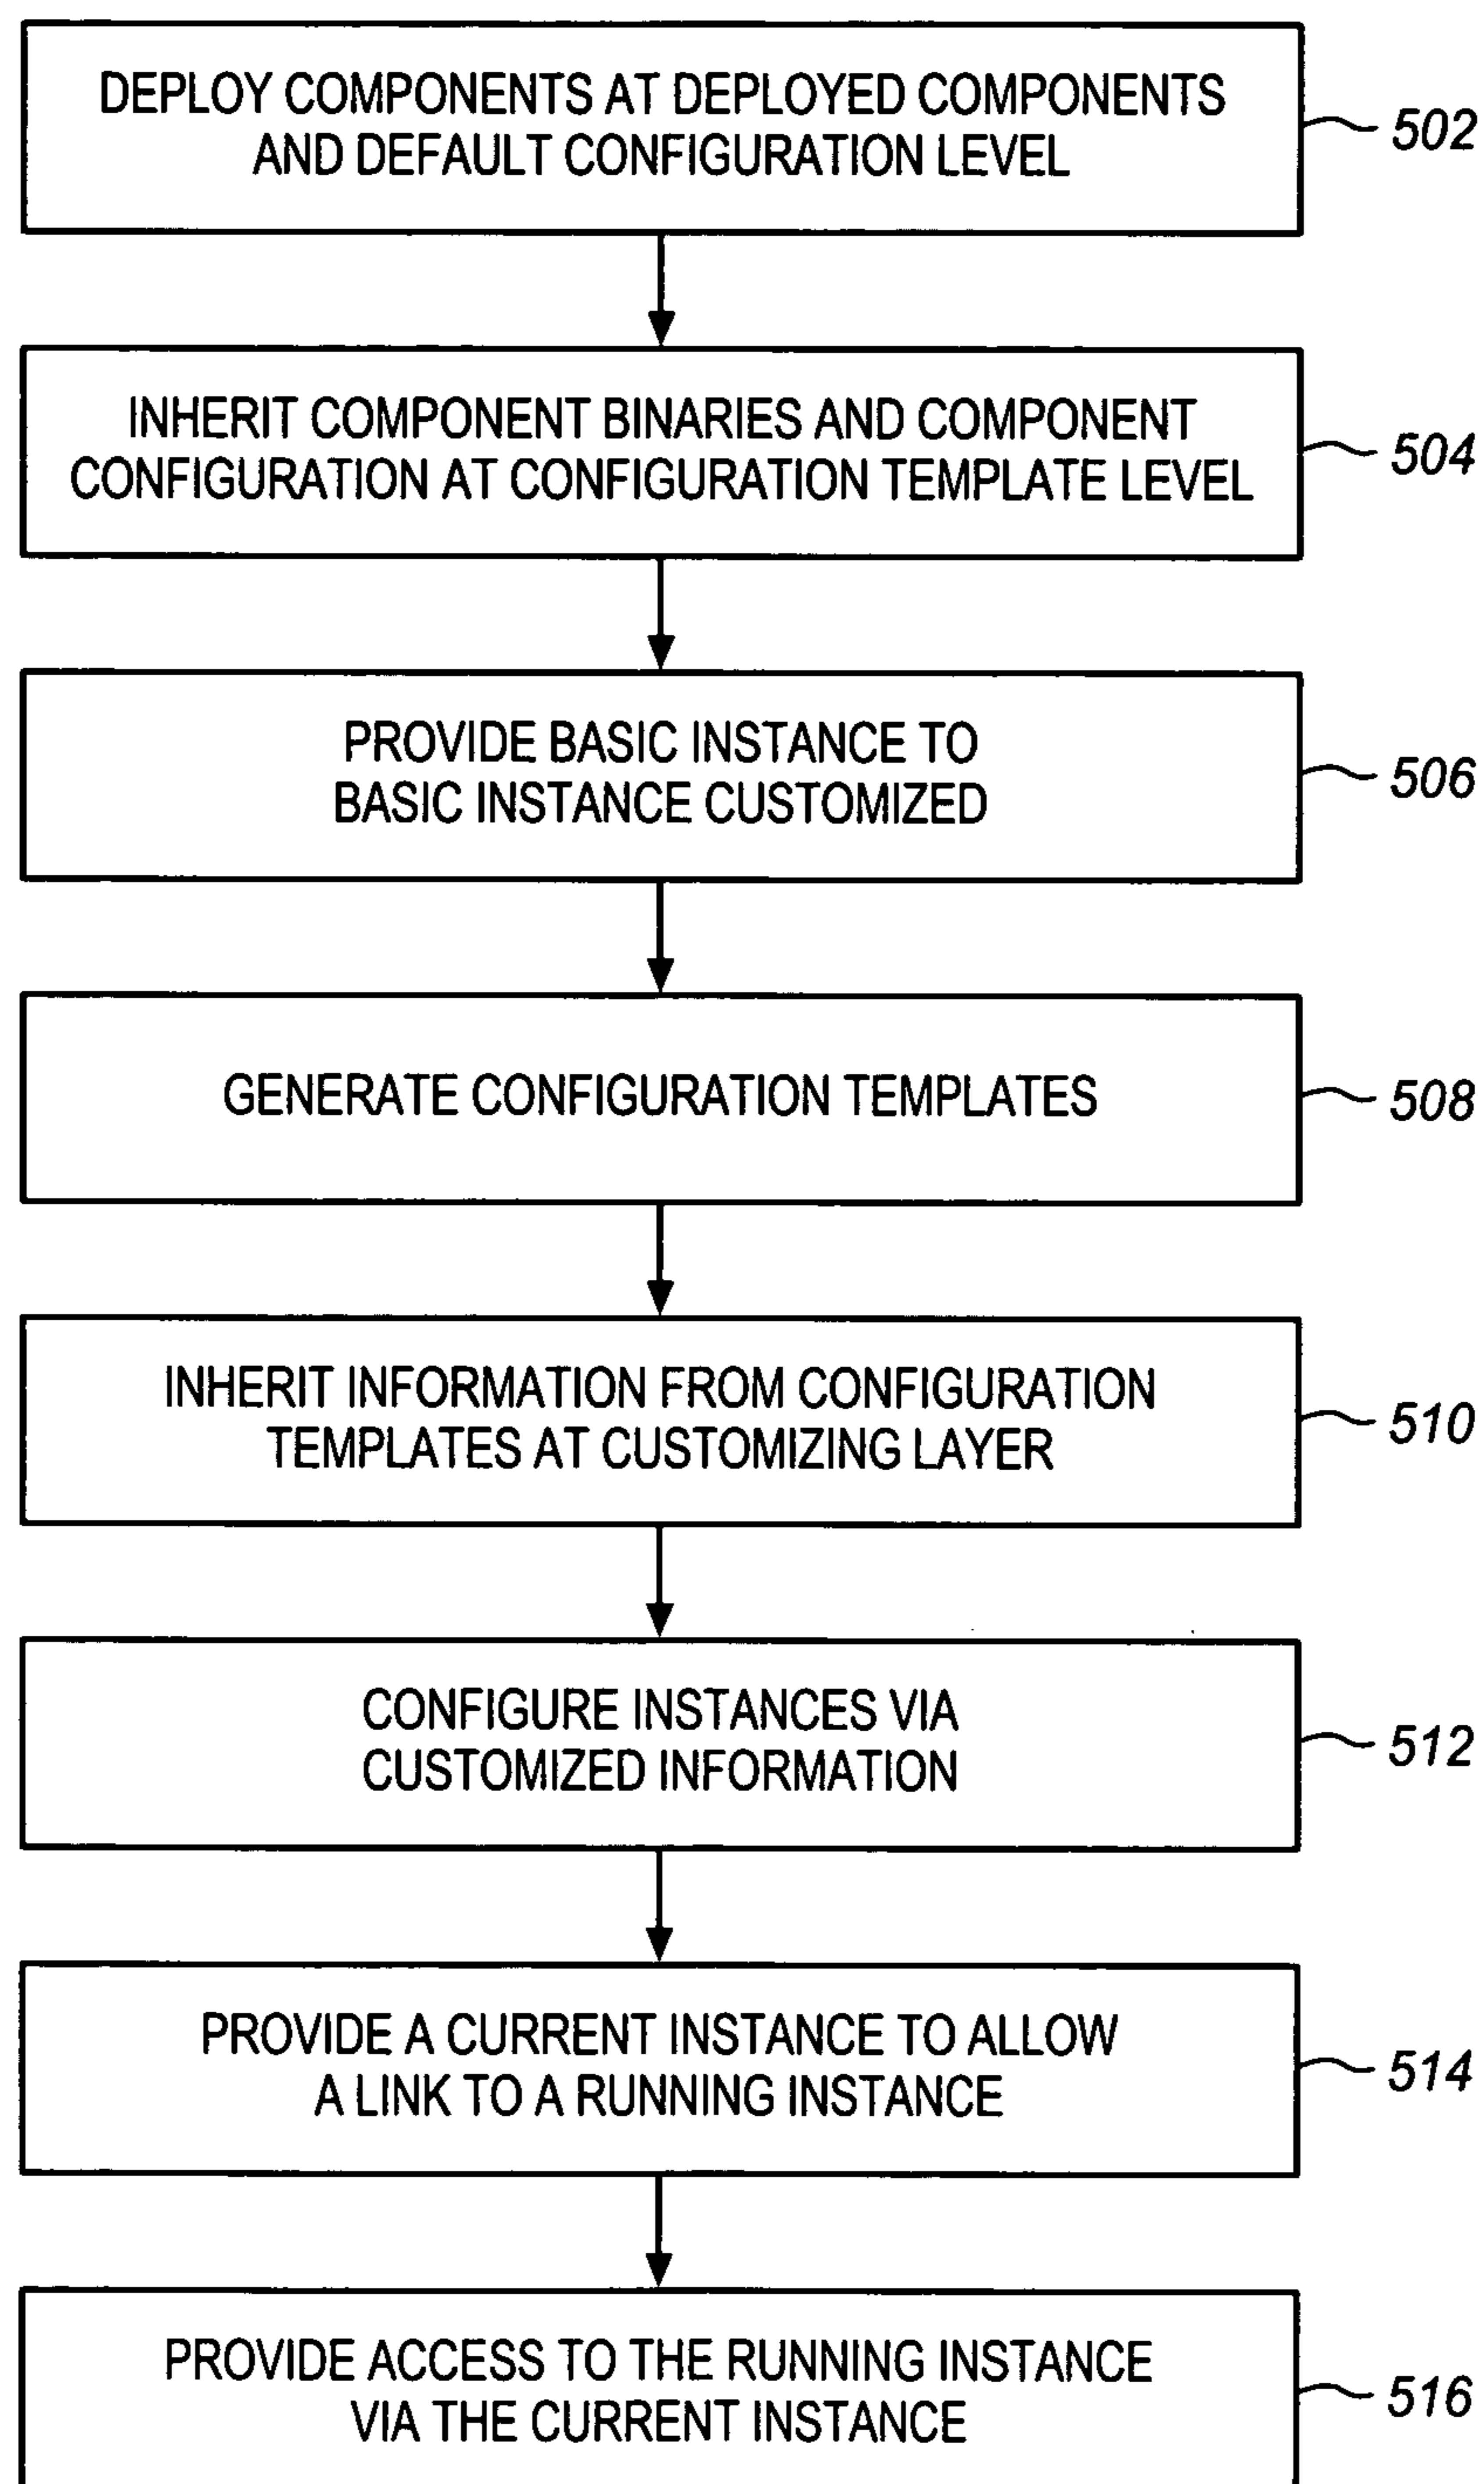 DEPLOY COMPONENTS AT DEPLOYED COMPONENTS
AND DEFAULT CONFIGURATION LEVEL
502
INHERIT COMPONENT BINARIES AND COMPONENT
CONFIGURATION AT CONFIGURATION TEMPLATE LEVEL
504
PROVIDE BASIC INSTANCE TO
BASIC INSTANCE CUSTOMIZED
506
GENERATE CONFIGURATION TEMPLATES
508
INHERIT INFORMATION FROM CONFIGURATION
TEMPLATES AT CUSTOMIZING LAYER
510
CONFIGURE INSTANCES VIA
CUSTOMIZED INFORMATION
512
PROVIDE A CURRENT INSTANCE TO ALLOW
A LINK TO A RUNNING INSTANCE
514
PROVIDE ACCESS TO THE RUNNING INSTANCE
VIA THE CURRENT INSTANCE
516